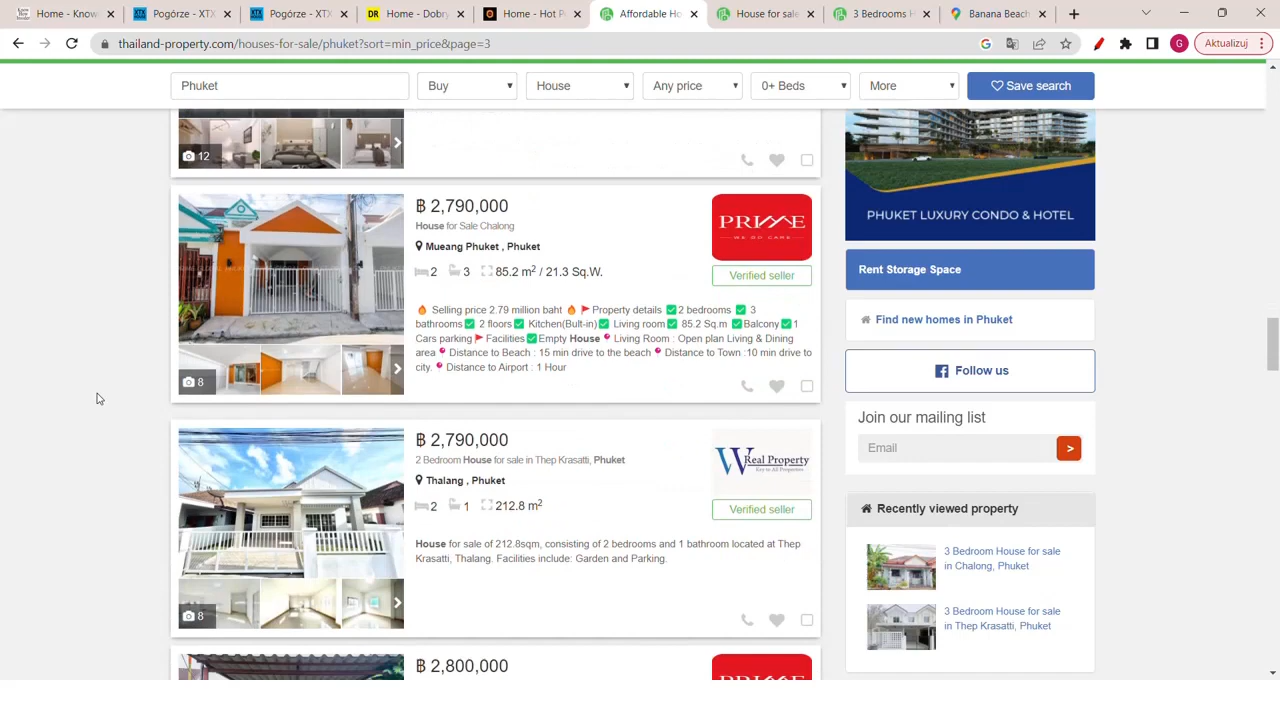 Home - Know
Pogórze - XTX
Pogórze - XTX
Home - Dobry
Home - Hot P
Affordable Ho
House for sale
3 Bedrooms H
Banana Beach
thailand-property.com/houses-for-sale/phuket?sort=min_price&page=3
G
Aktualizuj
Phuket
Buy
House
Any price
0+ Beds
More
Save search
12
฿ 2,790,000
House for Sale Chalong
Mueang Phuket , Phuket
2 3 85.2 m² / 21.3 Sq.W.
🔥 Selling price 2.79 million baht 🔥 🚩Property details ✅2 bedrooms ✅ 3
bathrooms✅ 2 floors✅ Kitchen(Bult-in)✅ Living room✅ 85.2 Sq.m ✅Balcony✅1
Cars parking🚩Facilities✅Empty House📍 Living Room : Open plan Living & Dining
area📍 Distance to Beach : 15 min drive to the beach📍 Distance to Town :10 min drive to
city.📍 Distance to Airport : 1 Hour
PRIME
WE DO CARE
Verified seller
8
฿ 2,790,000
2 Bedroom House for sale in Thep Krasatti, Phuket
Thalang , Phuket
2 1 212.8 m²
House for sale of 212.8sqm, consisting of 2 bedrooms and 1 bathroom located at Thep
Krasatti, Thalang. Facilities include: Garden and Parking.
W Real Property
Key to All Properties
Verified seller
8
฿ 2,800,000
PHUKET LUXURY CONDO & HOTEL
Rent Storage Space
Find new homes in Phuket
Follow us
Join our mailing list
Email
>
Recently viewed property
3 Bedroom House for sale
in Chalong, Phuket
3 Bedroom House for sale
in Thep Krasatti, Phuket